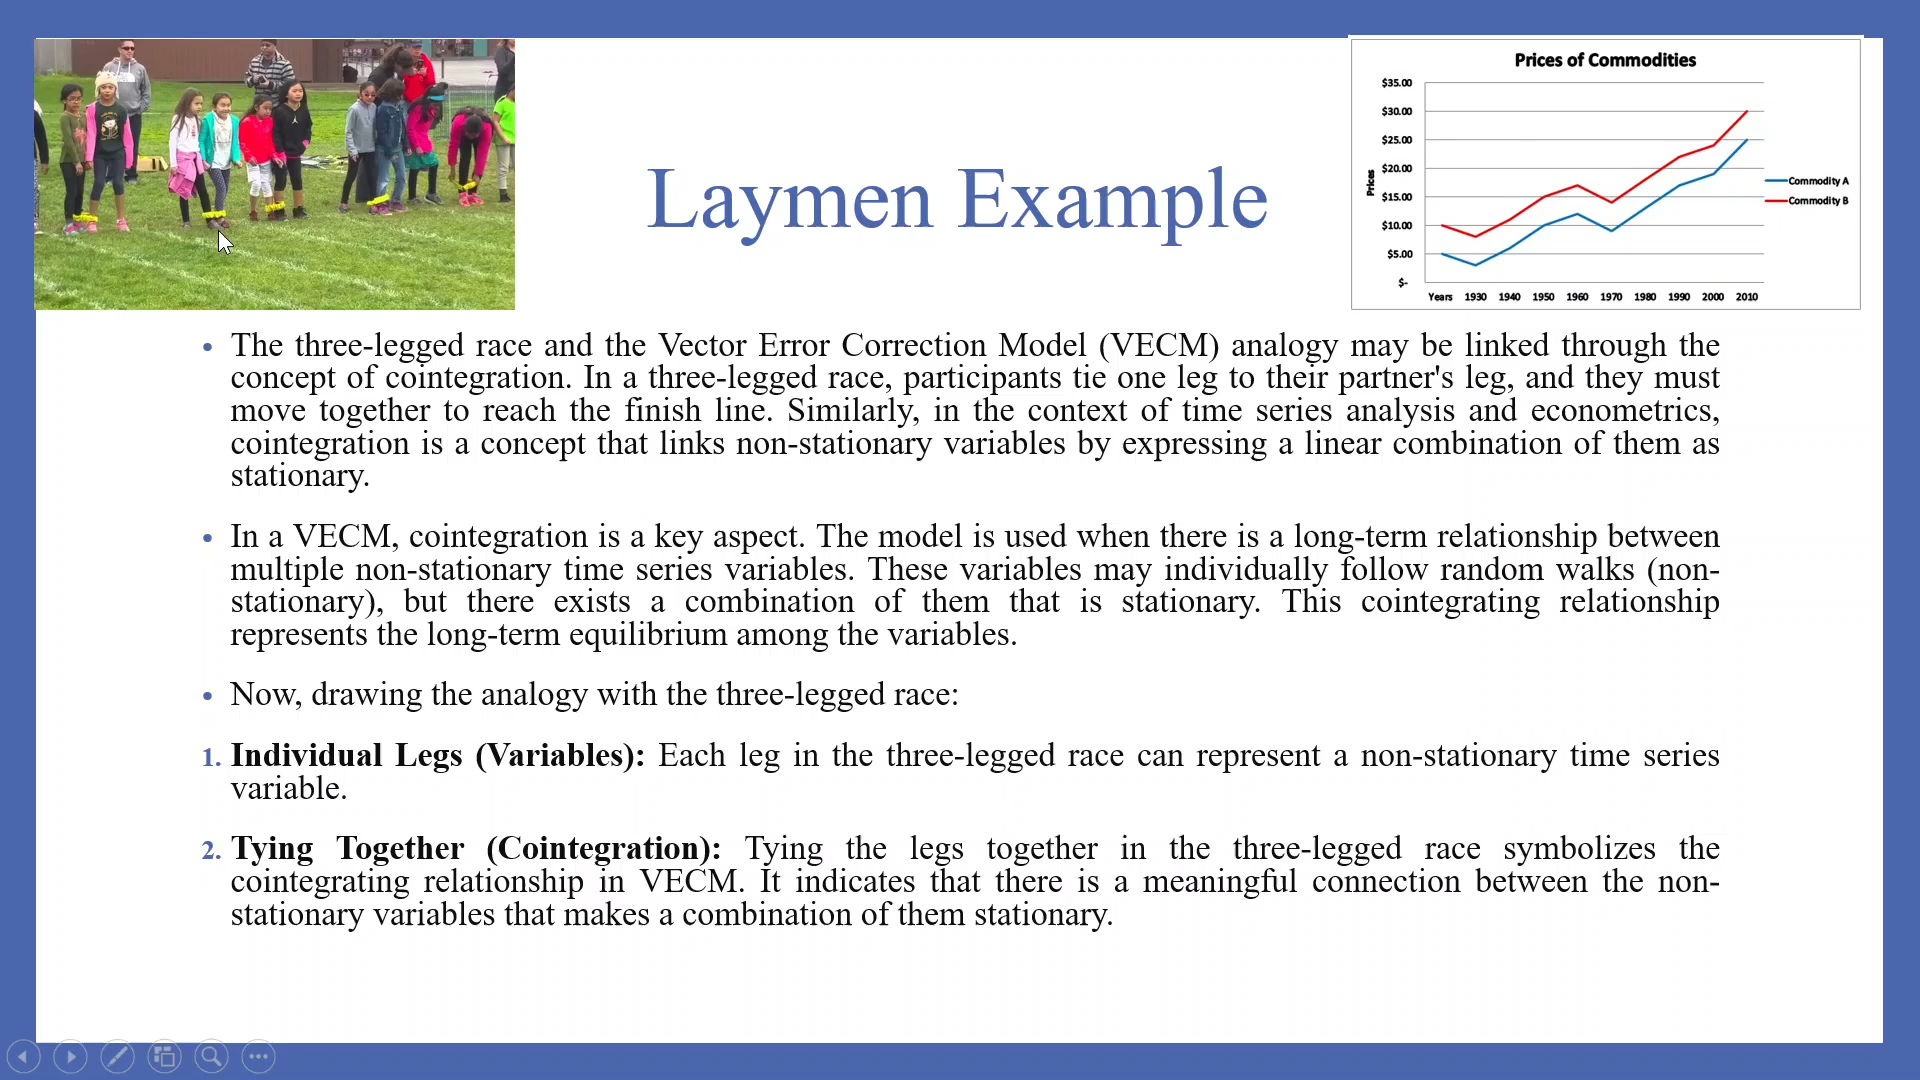 Laymen Example
Prices of Commodities
$35.00
$30.00
$25.00
$20.00
$15.00
$10.00
$5.00
$-
Prices
Years 1930 1940 1950 1960 1970 1980 1990 2000 2010
Commodity A
Commodity B
• The three-legged race and the Vector Error Correction Model (VECM) analogy may be linked through the
concept of cointegration. In a three-legged race, participants tie one leg to their partner's leg, and they must
move together to reach the finish line. Similarly, in the context of time series analysis and econometrics,
cointegration is a concept that links non-stationary variables by expressing a linear combination of them as
stationary.
• In a VECM, cointegration is a key aspect. The model is used when there is a long-term relationship between
multiple non-stationary time series variables. These variables may individually follow random walks (non-
stationary), but there exists a combination of them that is stationary. This cointegrating relationship
represents the long-term equilibrium among the variables.
• Now, drawing the analogy with the three-legged race:
1. Individual Legs (Variables): Each leg in the three-legged race can represent a non-stationary time series
variable.
2. Tying Together (Cointegration): Tying the legs together in the three-legged race symbolizes the
cointegrating relationship in VECM. It indicates that there is a meaningful connection between the non-
stationary variables that makes a combination of them stationary.